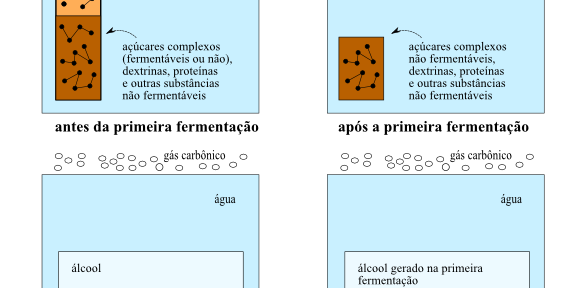 açúcares complexos
(fermentáveis ou não),
dextrinas, proteínas
e outras substâncias
não fermentáveis
antes da primeira fermentação
açúcares complexos
não fermentáveis,
dextrinas, proteínas
e outras substâncias
não fermentáveis
após a primeira fermentação
gás carbônico
água
álcool
gás carbônico
água
álcool gerado na primeira
fermentação